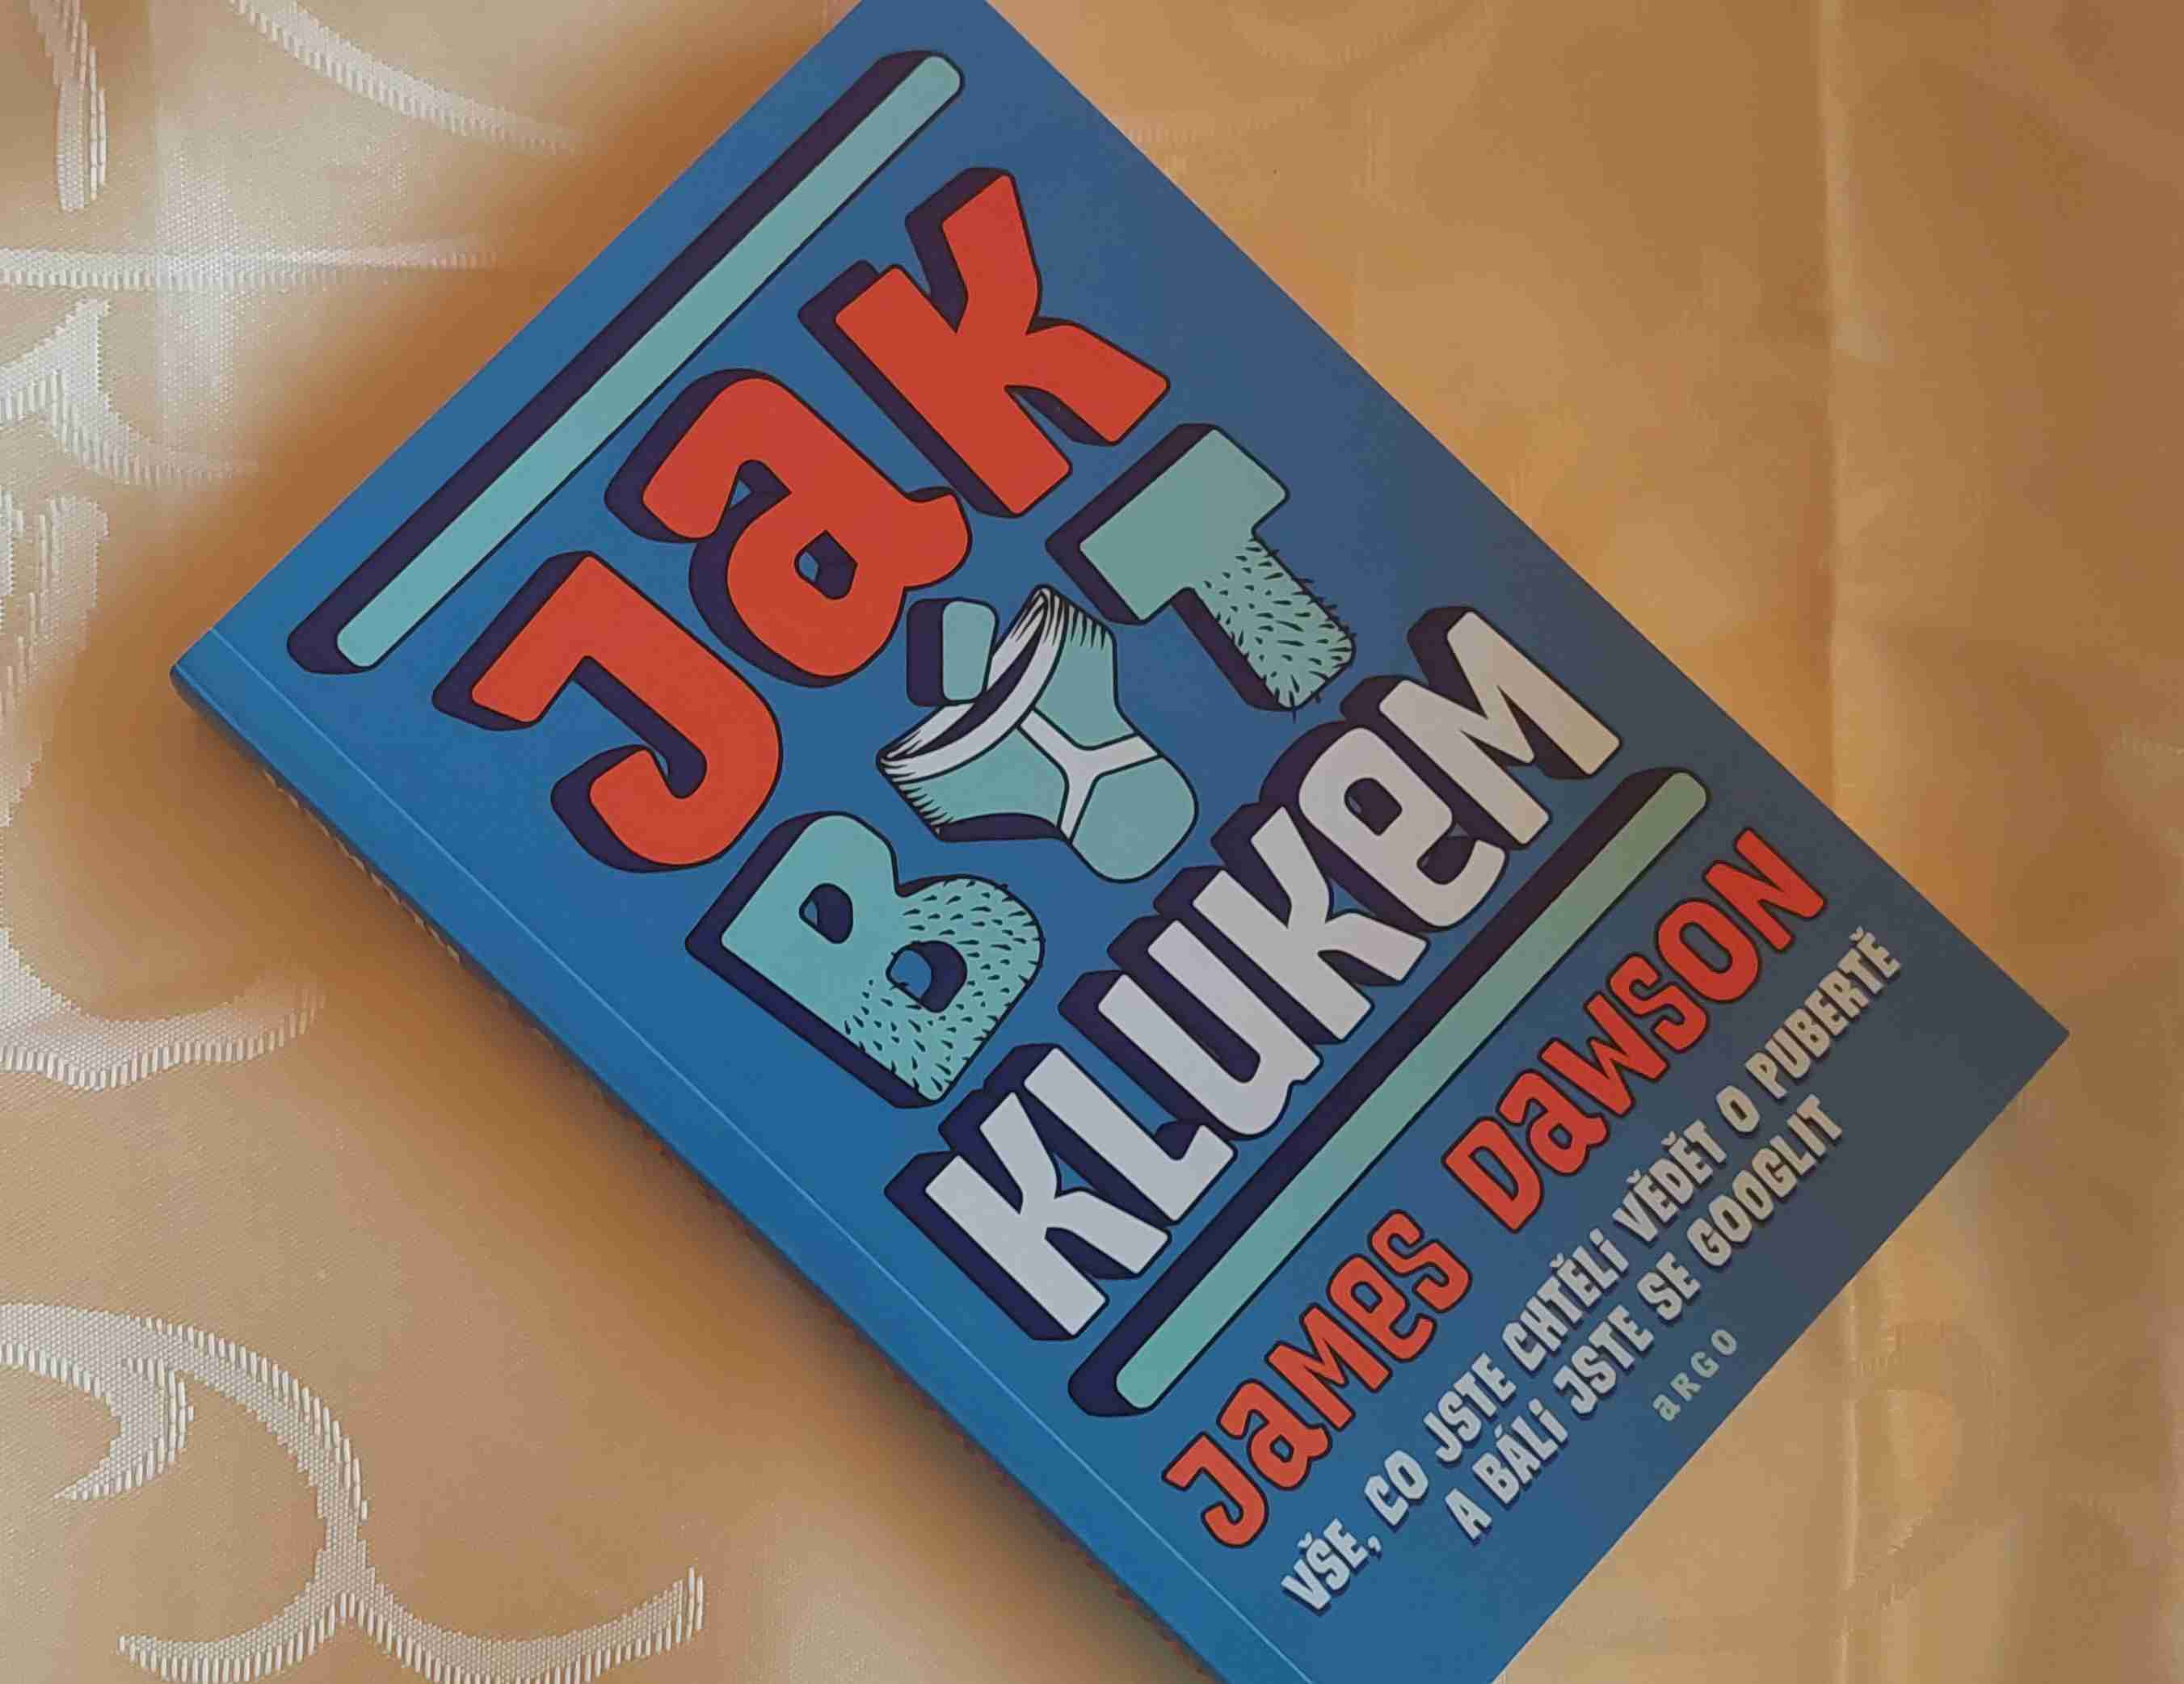 JaK
BÝT
KLUKeM
JaMes DaWSON
VŠE, CO JSTE CHTĚLi VĚDĚT O PUBERTĚ
A BÁLi JSTE SE GOOGLIT
aRGO